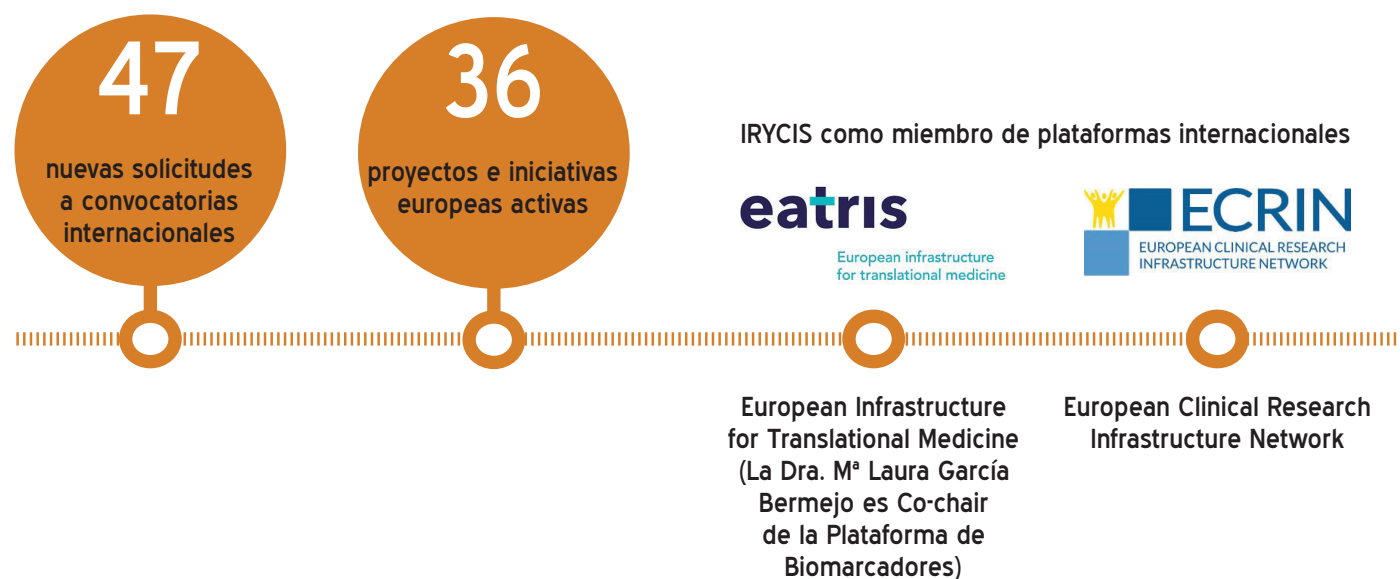 47
nuevas solicitudes
a convocatorias
internacionales
36
proyectos e iniciativas
europeas activas
IRYCIS como miembro de plataformas internacionales
eatris
European infrastructure
for translational medicine
ECRIN
EUROPEAN CLINICAL RESEARCH
INFRASTRUCTURE NETWORK
European Infrastructure
for Translational Medicine
(La Dra. Mª Laura García
Bermejo es Co-chair
de la Plataforma de
Biomarcadores)
European Clinical Research
Infrastructure Network